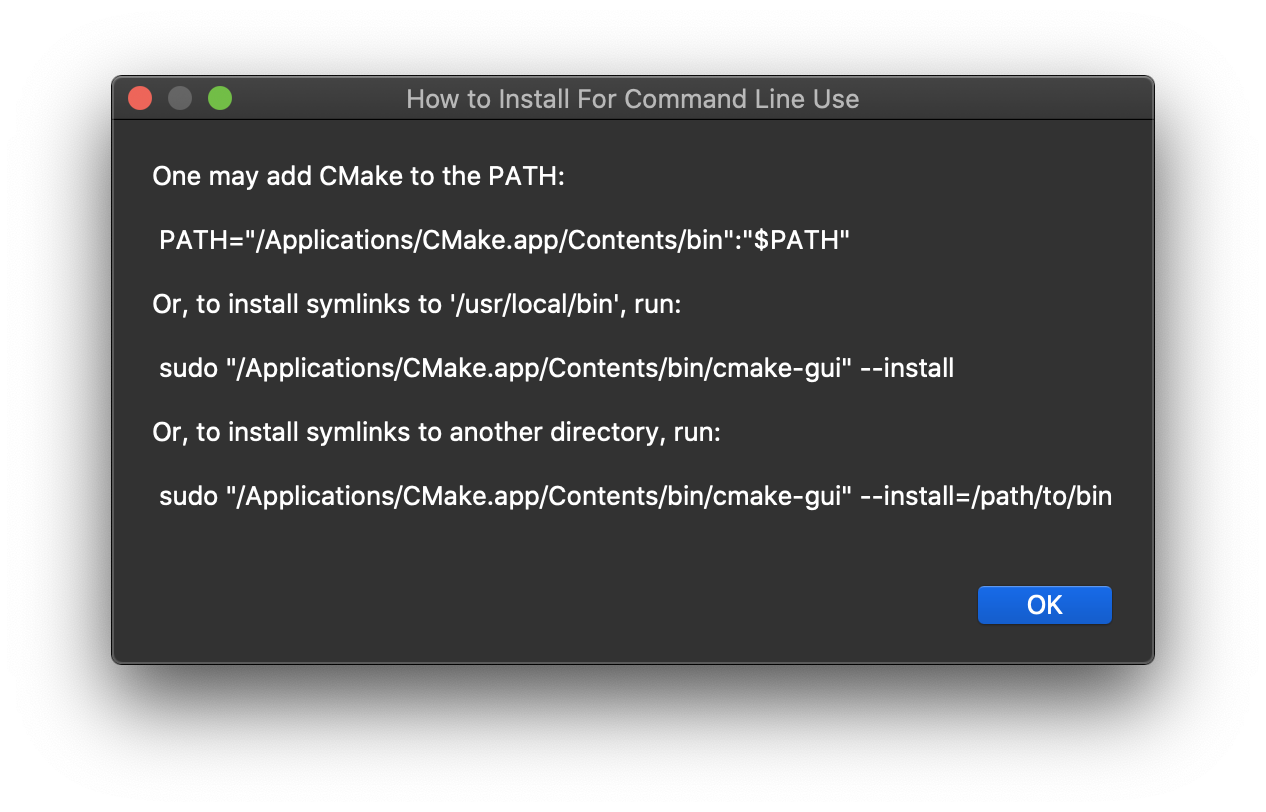 How to Install For Command Line Use
One may add CMake to the PATH:
PATH="/Applications/CMake.app/Contents/bin":"$PATH"
Or, to install symlinks to '/usr/local/bin', run:
sudo "/Applications/CMake.app/Contents/bin/cmake-gui" --install
Or, to install symlinks to another directory, run:
sudo "/Applications/CMake.app/Contents/bin/cmake-gui" --install=/path/to/bin
OK